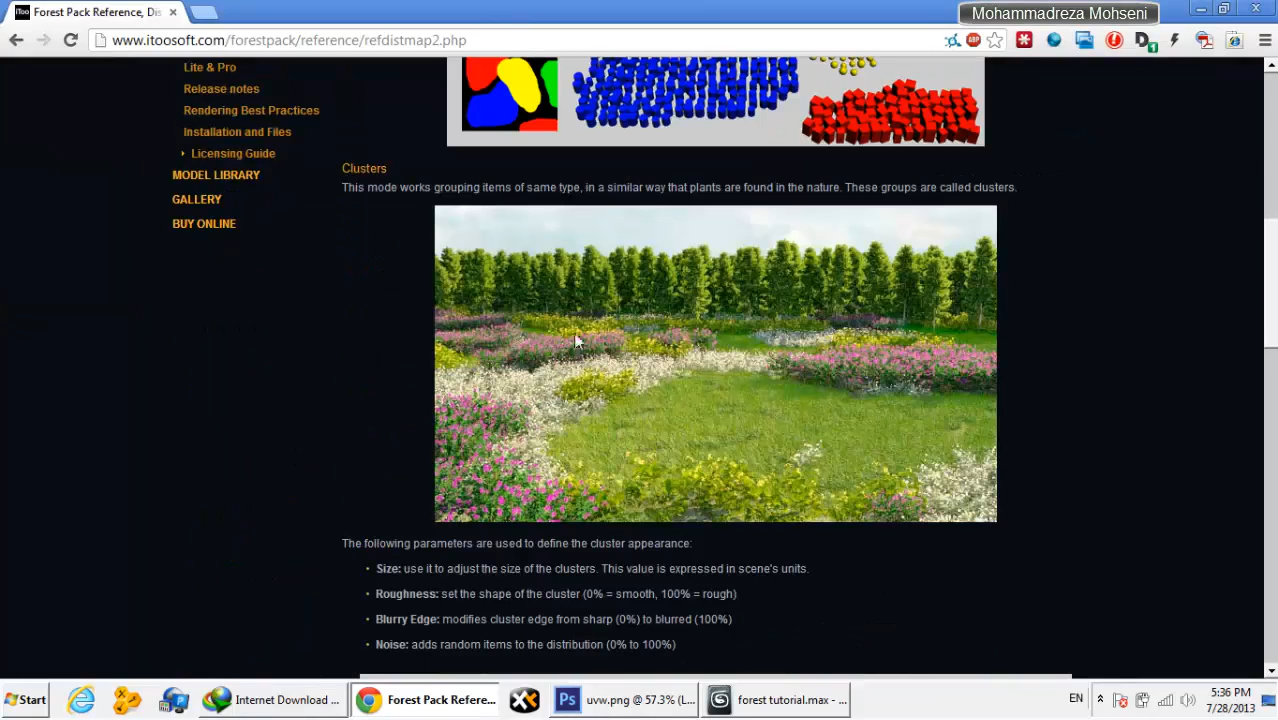 iToo Forest Pack Reference, Dis
Mohammadreza Mohseni
www.itoosoft.com/forestpack/reference/refdistmap2.php
ABP
1
Lite & Pro
Release notes
Rendering Best Practices
Installation and Files
Licensing Guide
MODEL LIBRARY
GALLERY
BUY ONLINE
Clusters
This mode works grouping items of same type, in a similar way that plants are found in the nature. These groups are called clusters.
The following parameters are used to define the cluster appearance:
• Size: use it to adjust the size of the clusters. This value is expressed in scene's units.
• Roughness: set the shape of the cluster (0% = smooth, 100% = rough)
• Blurry Edge: modifies cluster edge from sharp (0%) to blurred (100%)
• Noise: adds random items to the distribution (0% to 100%)
Start
Internet Download ...
Forest Pack Refere...
Ps uvw.png @ 57.3% (L...
forest tutorial.max - ...
EN
5:36 PM
7/28/2013